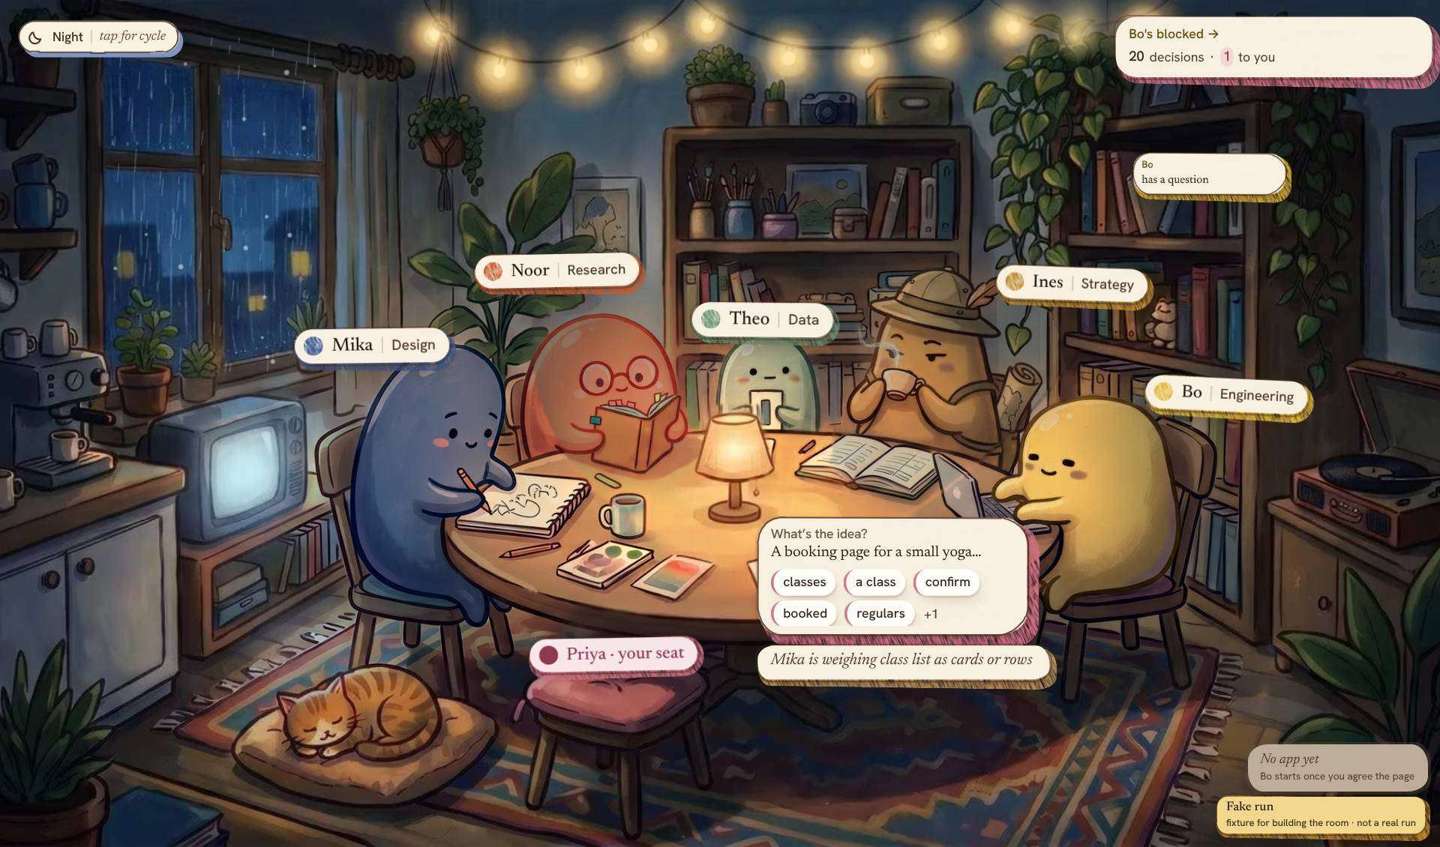 Night | tap for cycle
Bo's blocked →
20 decisions · 1 to you
Bo
has a question
Noor | Research
Ines | Strategy
Theo | Data
Mika | Design
Bo | Engineering
What's the idea?
A booking page for a small yoga...
classes a class confirm
booked regulars +1
Mika is weighing class list as cards or rows
Priya · your seat
No app yet
Bo starts once you agree the page
Fake run
fixture for building the room · not a real run